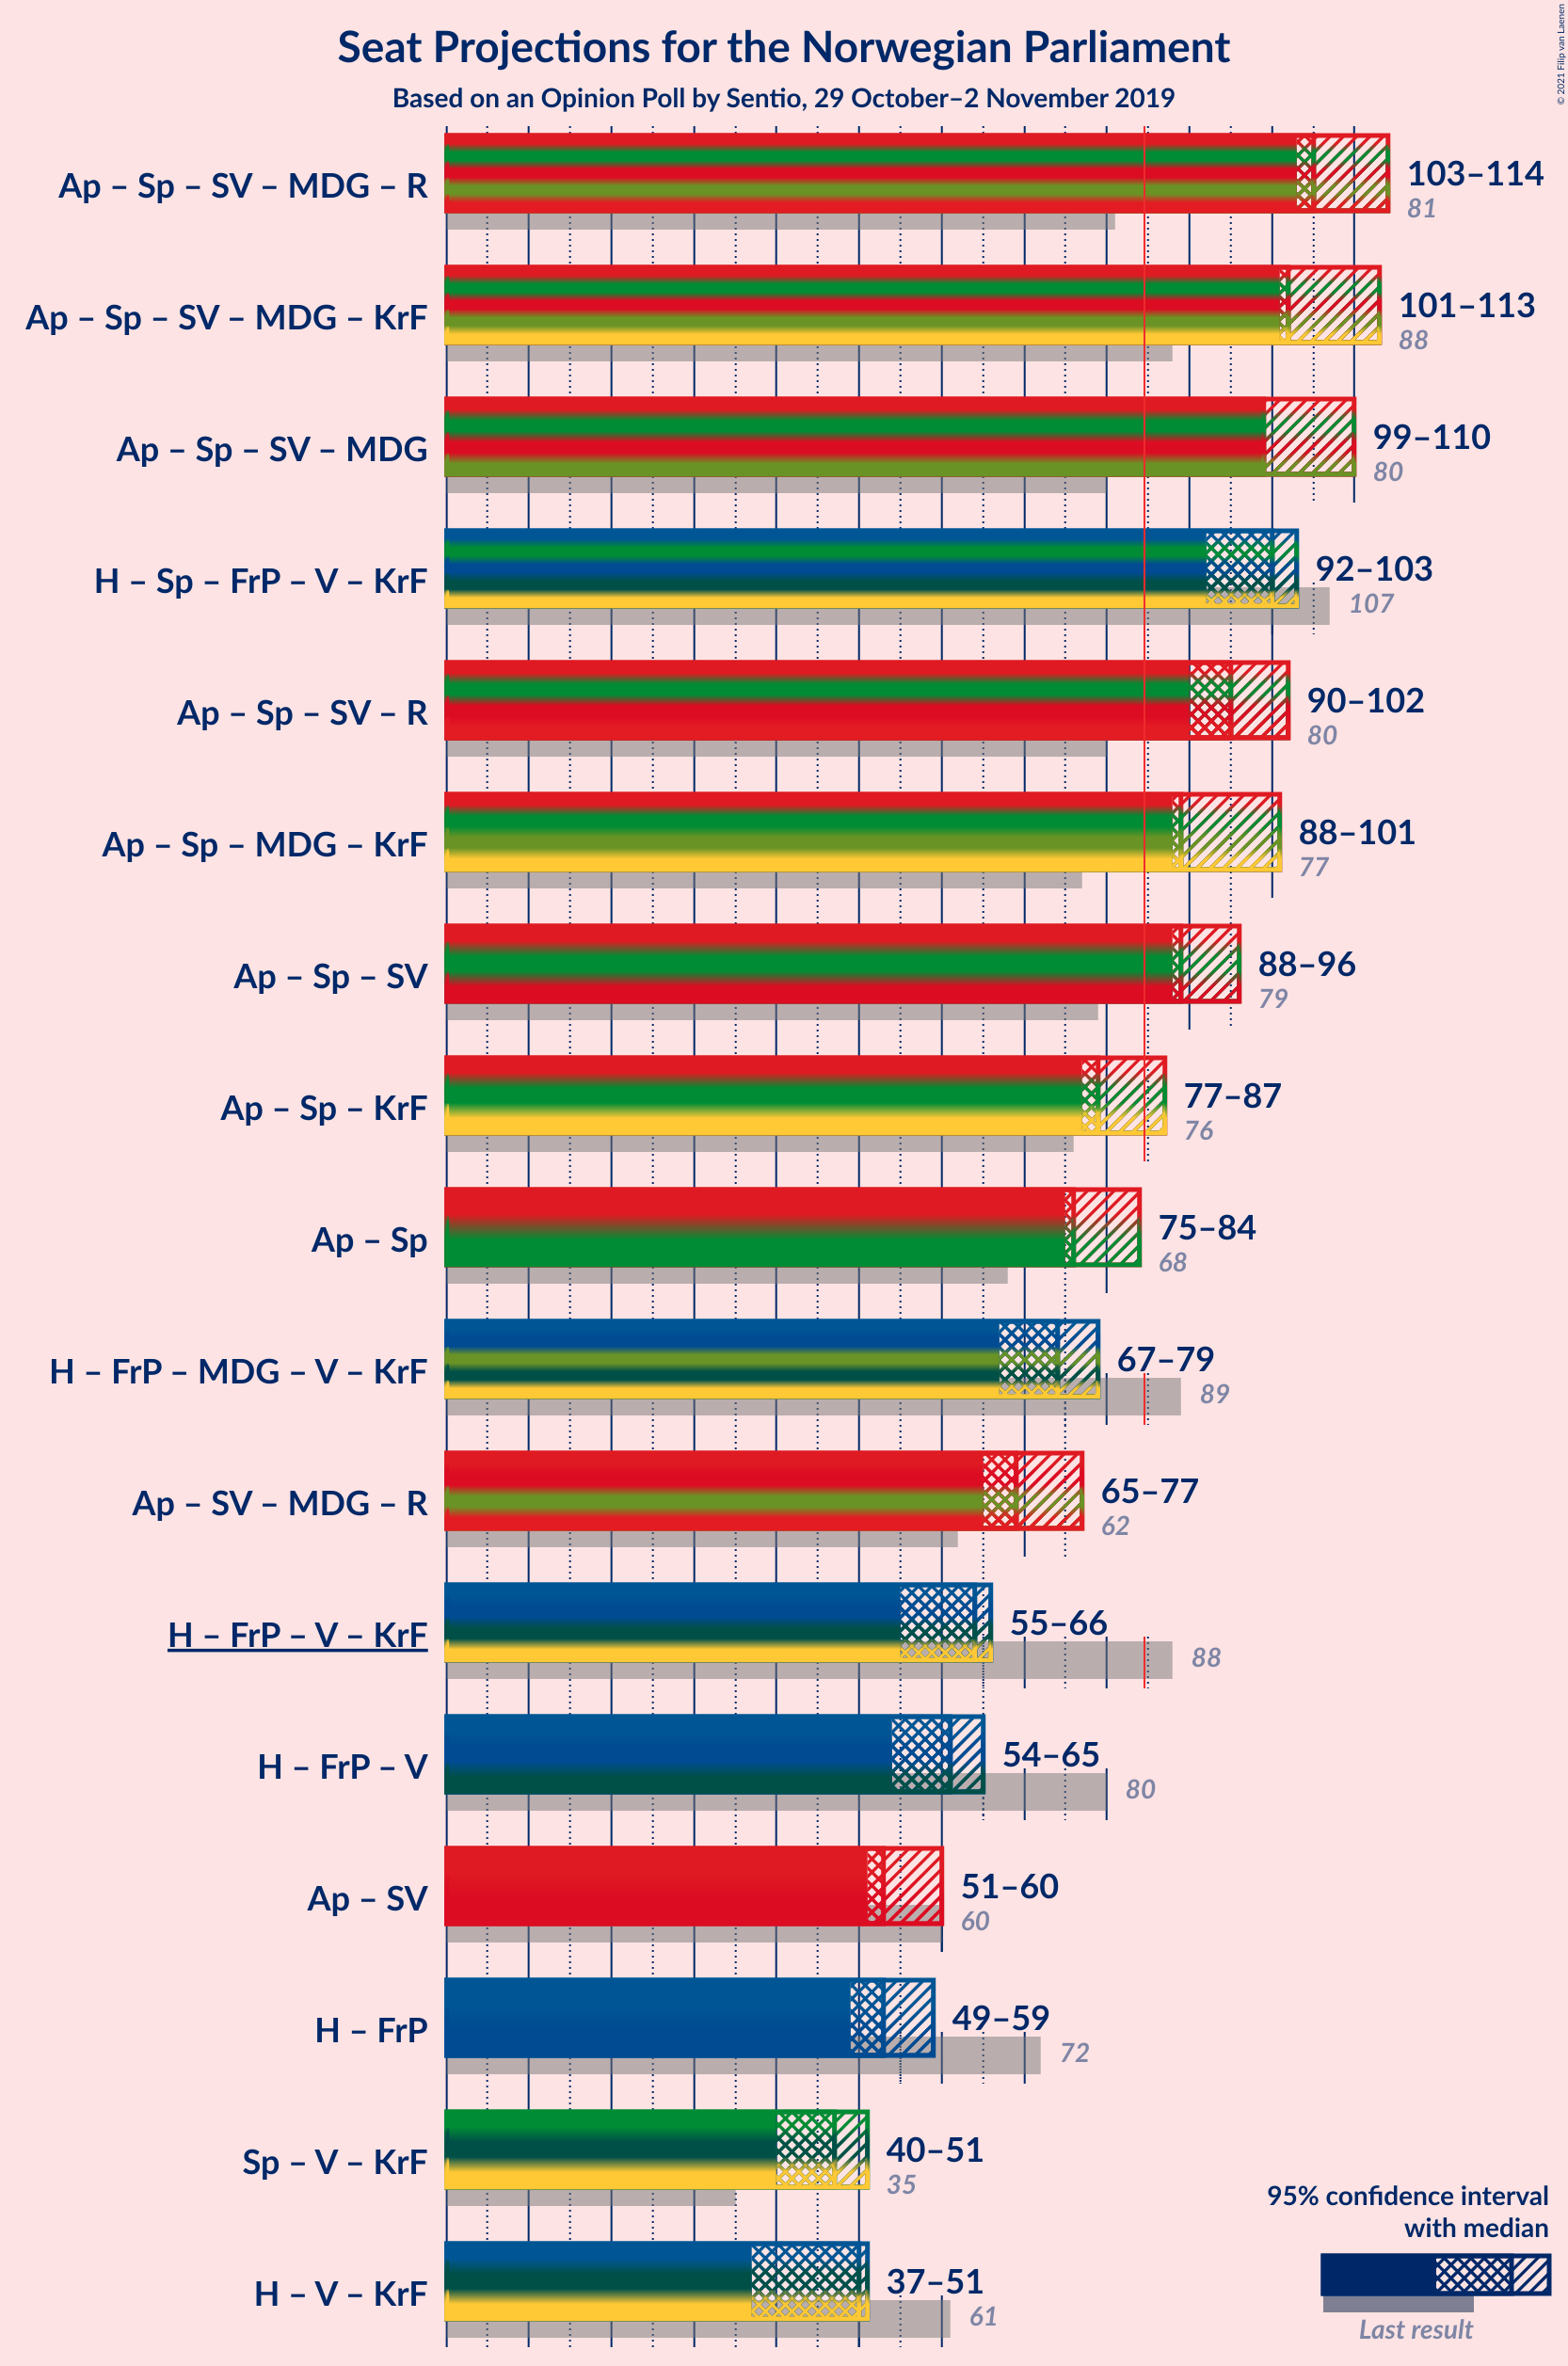 Seat Projections for the Norwegian Parliament
Based on an Opinion Poll by Sentio, 29 October–2 November 2019
© 2021 Filip van Laenen
Ap – Sp – SV – MDG – R
103–114
81
Ap – Sp – SV – MDG – KrF
101–113
88
Ap – Sp – SV – MDG
99–110
80
H – Sp – FrP – V – KrF
92–103
107
Ap – Sp – SV – R
90–102
80
Ap – Sp – MDG – KrF
88–101
77
Ap – Sp – SV
88–96
79
Ap – Sp – KrF
77–87
76
Ap – Sp
75–84
68
H – FrP – MDG – V – KrF
67–79
89
Ap – SV – MDG – R
65–77
62
H – FrP – V – KrF
55–66
88
H – FrP – V
54–65
80
Ap – SV
51–60
60
H – FrP
49–59
72
Sp – V – KrF
40–51
35
H – V – KrF
37–51
61
95% confidence interval
with median
Last result